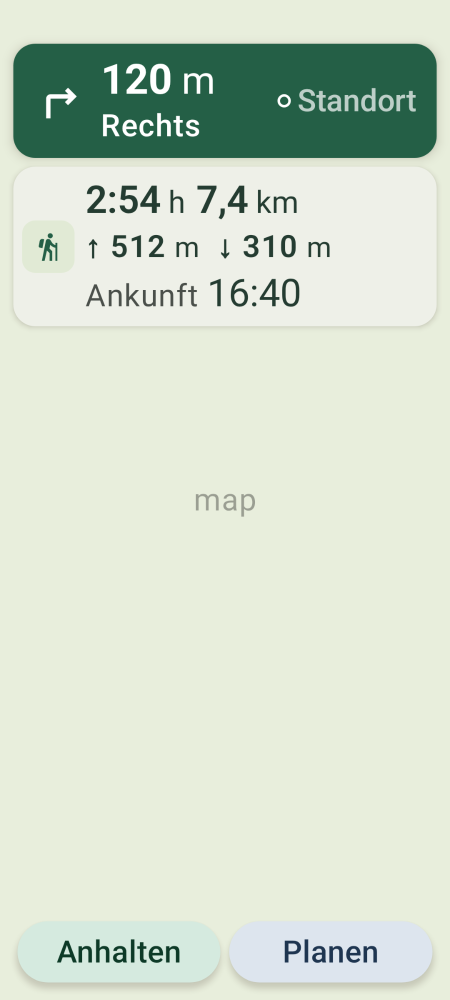 120 m
Rechts
Standort
2:54 h 7,4 km
↑ 512 m ↓ 310 m
Ankunft 16:40
map
Anhalten
Planen